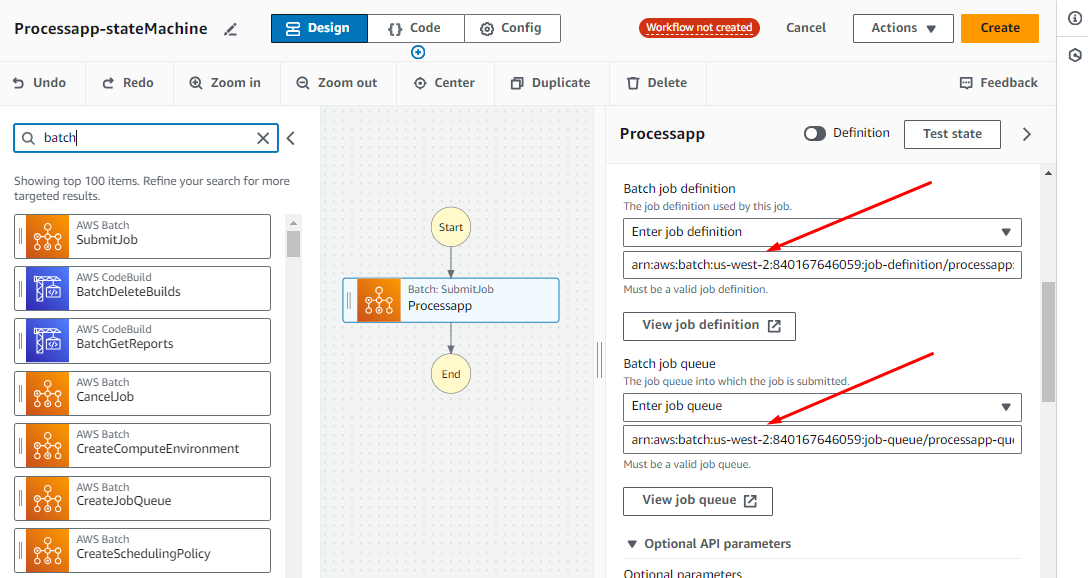 Processapp-stateMachine
Design
{} Code
Config
Workflow not created
Cancel
Actions
Create
Undo
Redo
Zoom in
Zoom out
Center
Duplicate
Delete
Feedback
batch
Showing top 100 items. Refine your search for more
targeted results.
AWS Batch
SubmitJob
AWS CodeBuild
BatchDeleteBuilds
AWS CodeBuild
BatchGetReports
AWS Batch
CancelJob
AWS Batch
CreateComputeEnvironment
AWS Batch
CreateJobQueue
AWS Batch
CreateSchedulingPolicy
Start
Batch: SubmitJob
Processapp
End
Processapp
Definition
Test state
Batch job definition
The job definition used by this job.
Enter job definition
arn:aws:batch:us-west-2:840167646059:job-definition/processapp:
Must be a valid job definition.
View job definition
Batch job queue
The job queue into which the job is submitted.
Enter job queue
arn:aws:batch:us-west-2:840167646059:job-queue/processapp-que
Must be a valid job queue.
View job queue
Optional API parameters
Optional parameters